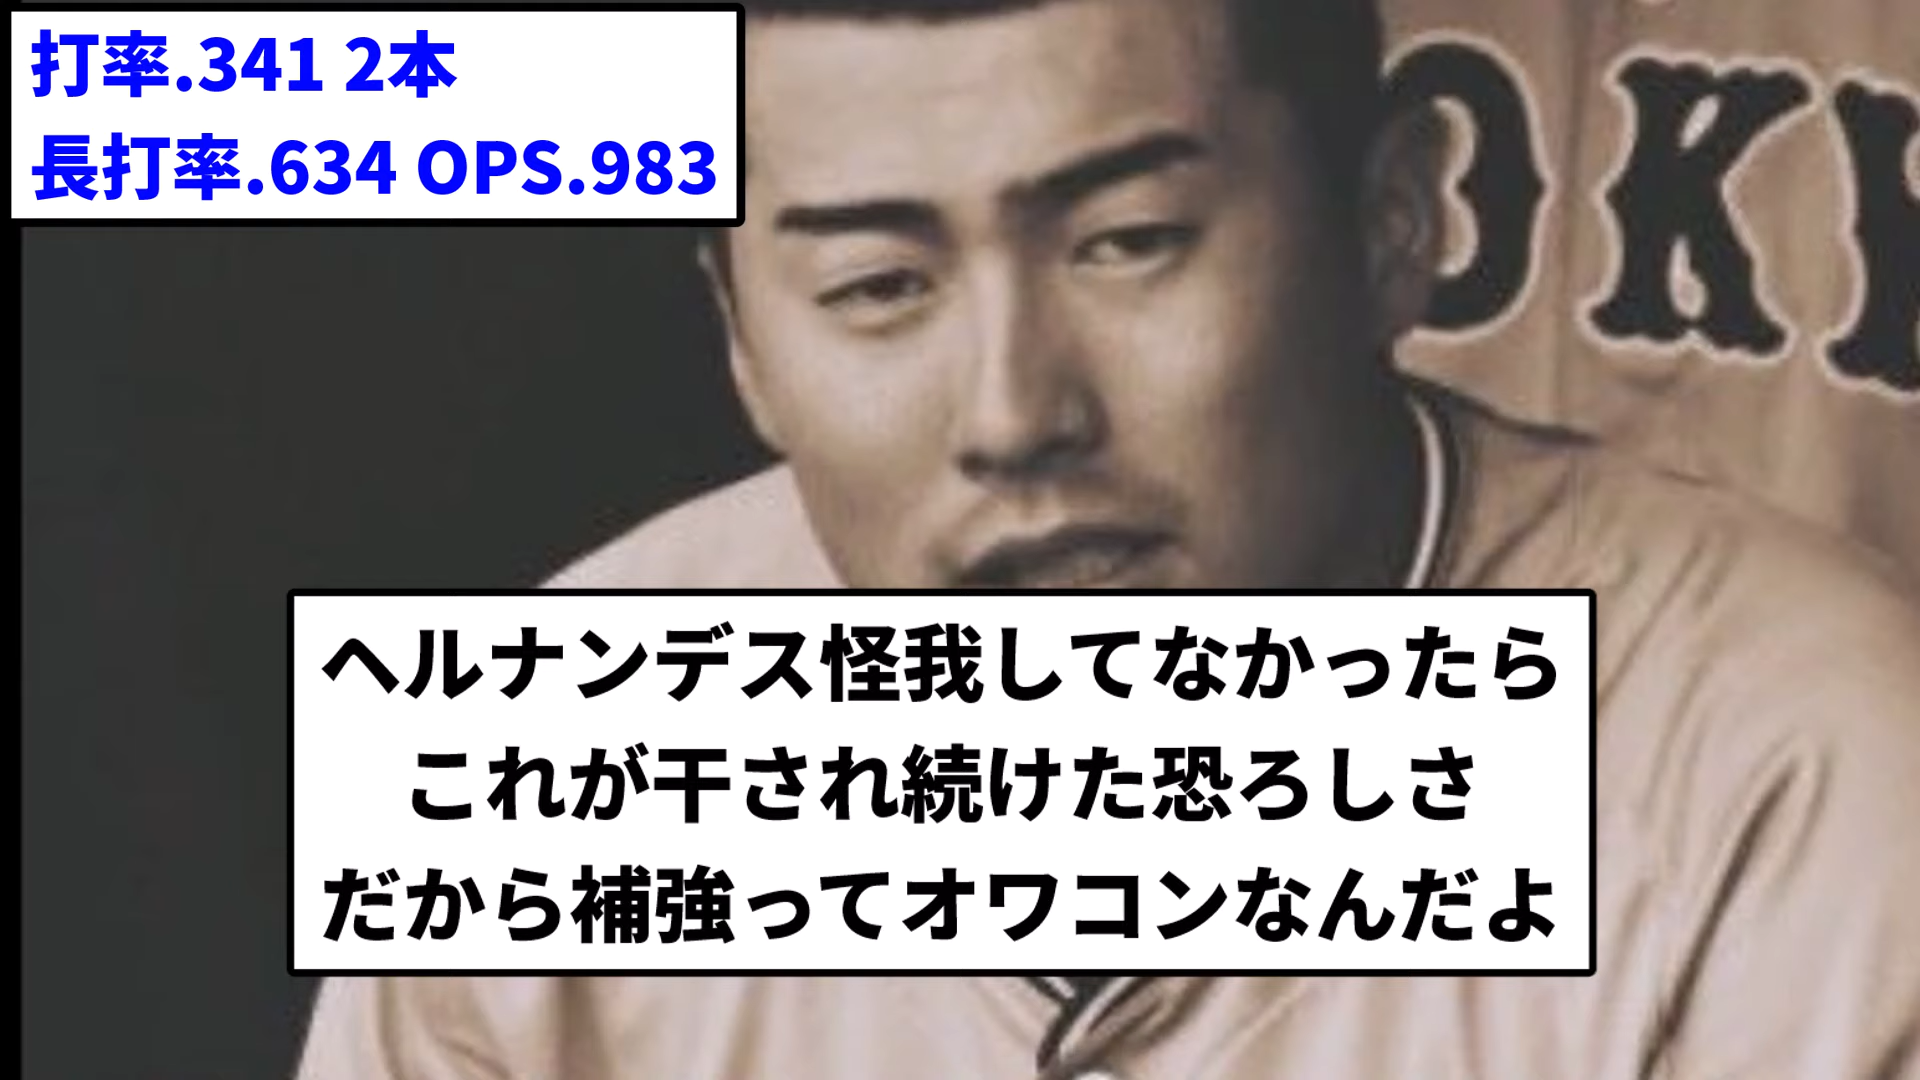 打率.341 2本
長打率.634 OPS.983
OK
ヘルナンデス怪我してなかったら
これが干され続けた恐ろしさ
だから補強ってオワコンなんだよ